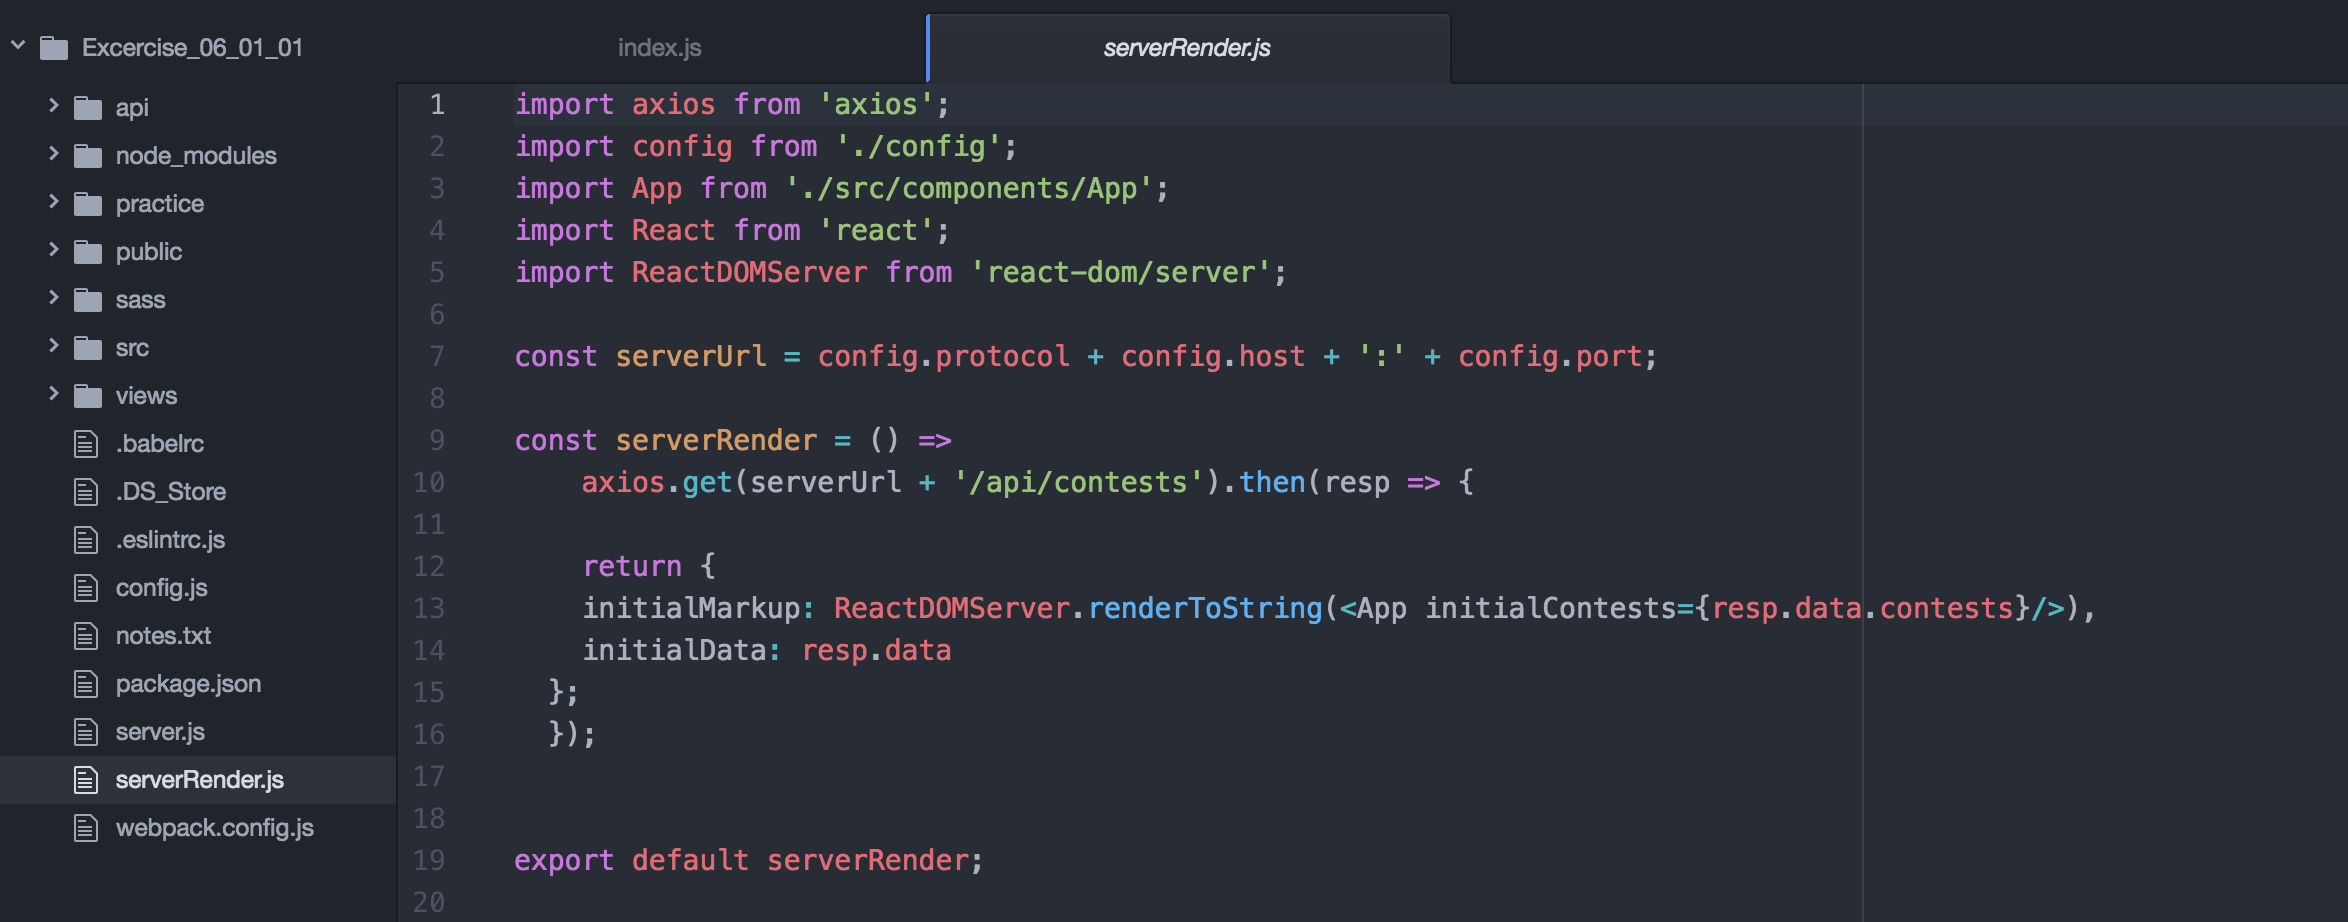 Excercise_06_01_01
api
node_modules
practice
public
sass
src
views
.babelrc
.DS_Store
.eslintrc.js
config.js
notes.txt
package.json
server.js
serverRender.js
webpack.config.js
index.js
serverRender.js
1 import axios from 'axios';
2 import config from './config';
3 import App from './src/components/App';
4 import React from 'react';
5 import ReactDOMServer from 'react-dom/server';
6
7 const serverUrl = config.protocol + config.host + ':' + config.port;
8
9 const serverRender = () =>
10     axios.get(serverUrl + '/api/contests').then(resp => {
11
12     return {
13     initialMarkup: ReactDOMServer.renderToString(<App initialContests={resp.data.contests}/>),
14     initialData: resp.data
15   };
16   });
17
18
19 export default serverRender;
20